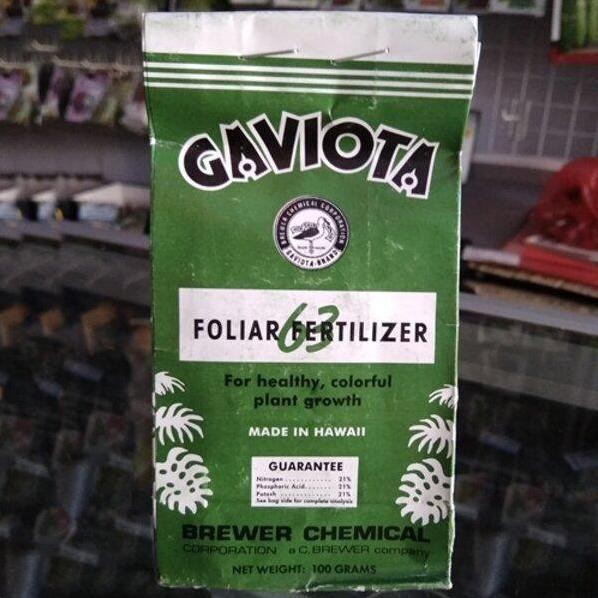 GAVIOTA
BREWER CHEMICAL CORPORATION
GAVIOTA-BRAND
63
FOLIAR FERTILIZER
For healthy, colorful
plant growth
MADE IN HAWAII
GUARANTEE
Nitrogen ............ 21%
Phosphoric Acid....... 21%
Potash .............. 21%
See bag side for complete analysis
BREWER CHEMICAL
CORPORATION a C. BREWER company
NET WEIGHT: 100 GRAMS